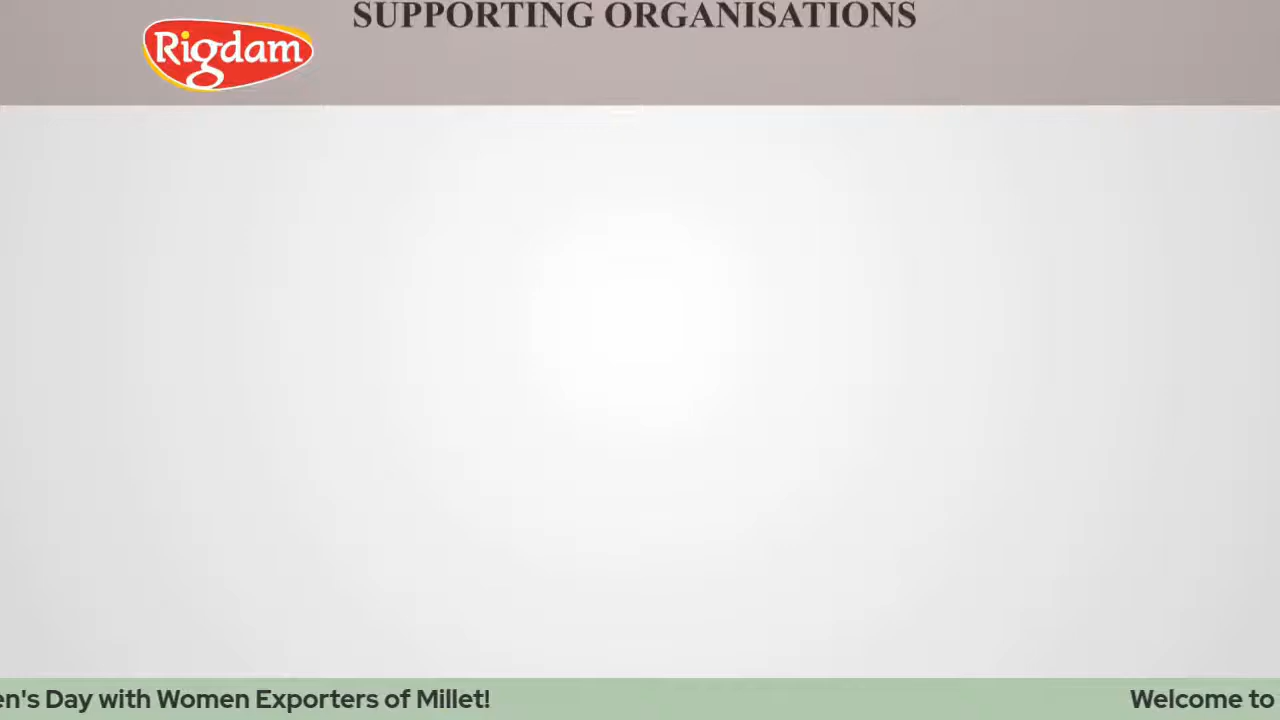 SUPPORTING ORGANISATIONS
Rigdam
en's Day with Women Exporters of Millet!
Welcome to